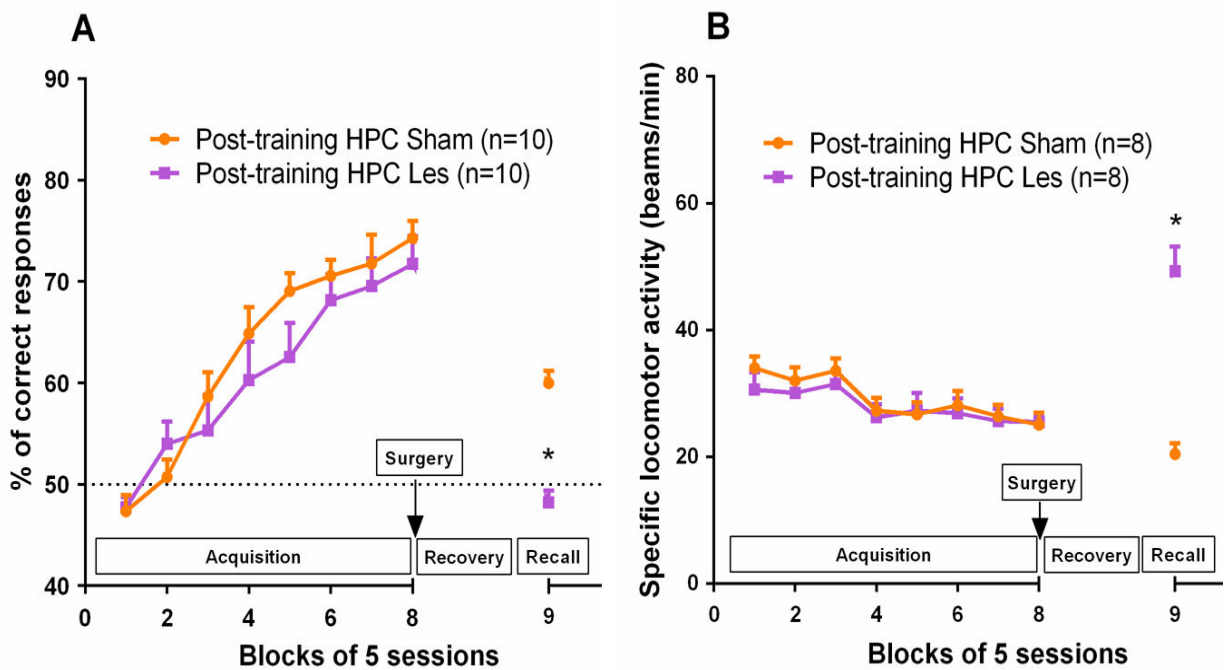 A
% of correct responses
90
80
70
60
50
40
Post-training HPC Sham (n=10)
Post-training HPC Les (n=10)
*
Surgery
Acquisition
Recovery
Recall
0
2
4
6
8
9
Blocks of 5 sessions
B
Specific locomotor activity (beams/min)
80
60
40
20
0
Post-training HPC Sham (n=8)
Post-training HPC Les (n=8)
*
Surgery
Acquisition
Recovery
Recall
0
2
4
6
8
9
Blocks of 5 sessions